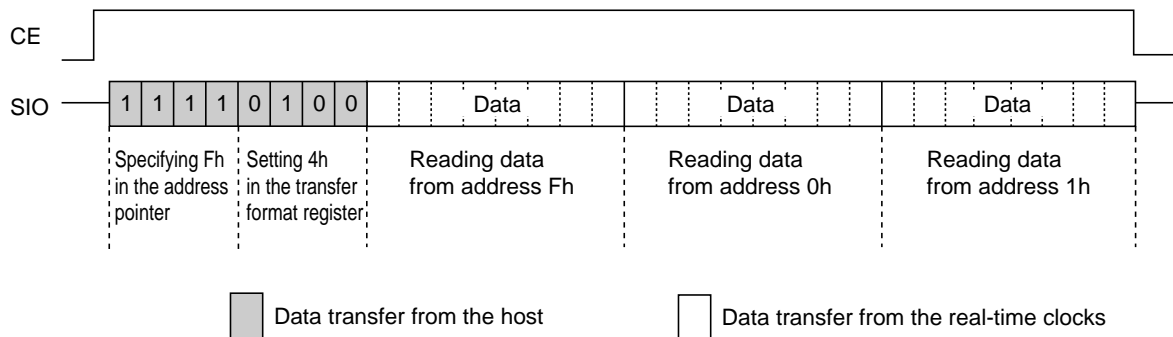 CE
SIO 1 1 1 1 0 1 0 0 Data Data Data
Specifying Fh
in the address
pointer
Setting 4h
in the transfer
format register
Reading data
from address Fh
Reading data
from address 0h
Reading data
from address 1h
Data transfer from the host
Data transfer from the real-time clocks